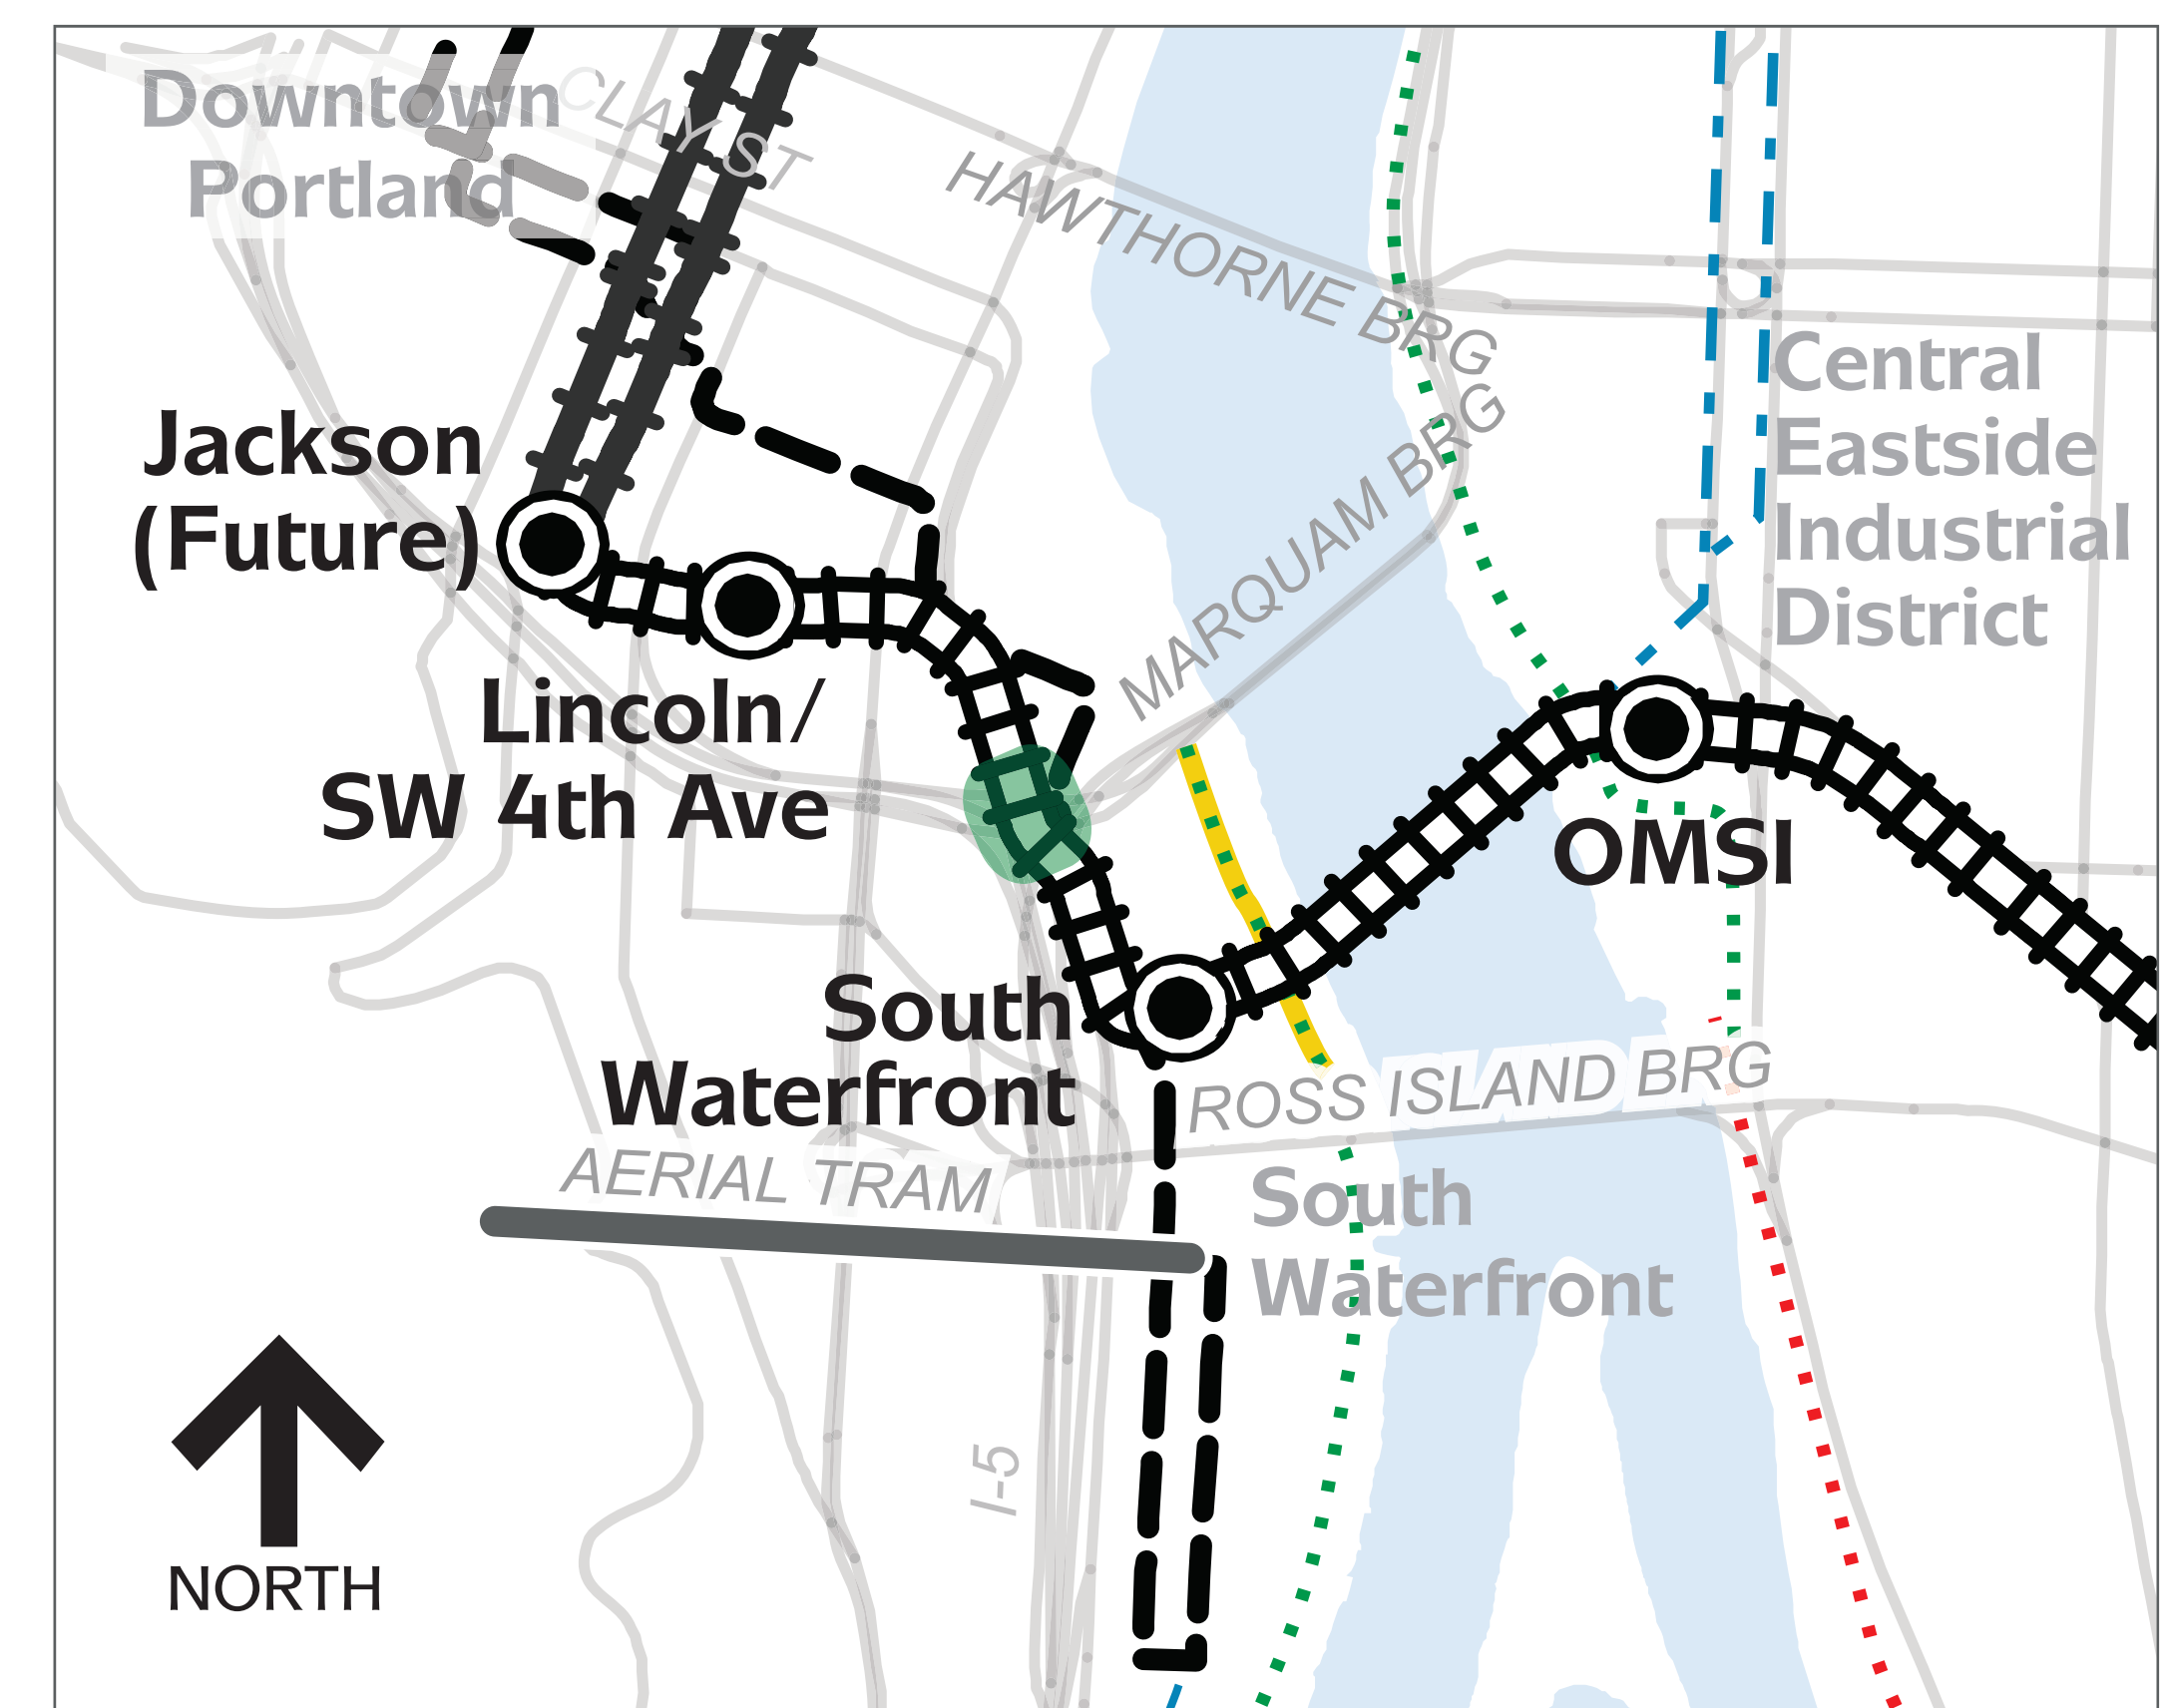 Downtown
Portland
CLAY ST
HAWTHORNE BRG
MARQUAM BRG
Central
Eastside
Industrial
District
Jackson
(Future)
Lincoln/
SW 4th Ave
OMSI
South
Waterfront
ROSS ISLAND BRG
AERIAL TRAM
South
Waterfront
I-5
NORTH